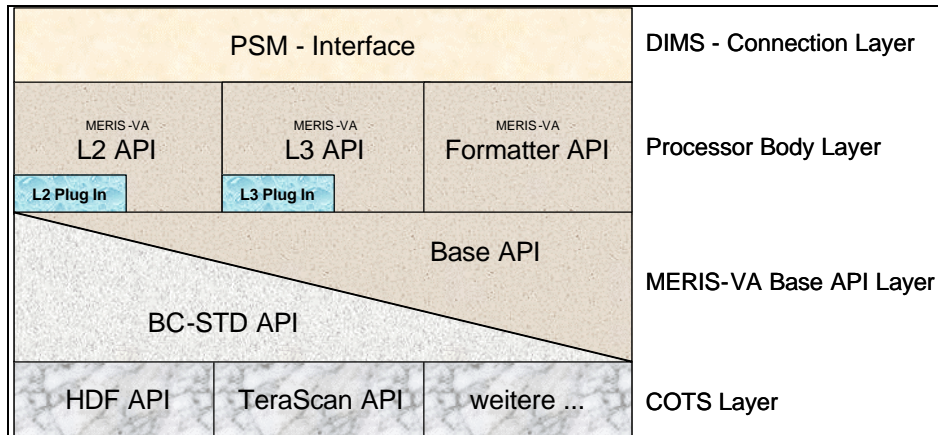 PSM - Interface
DIMS - Connection Layer
MERIS-VA
L2 API
MERIS-VA
L3 API
MERIS-VA
Formatter API
Processor Body Layer
L2 Plug In
L3 Plug In
Base API
MERIS-VA Base API Layer
BC-STD API
HDF API
TeraScan API
weitere ...
COTS Layer